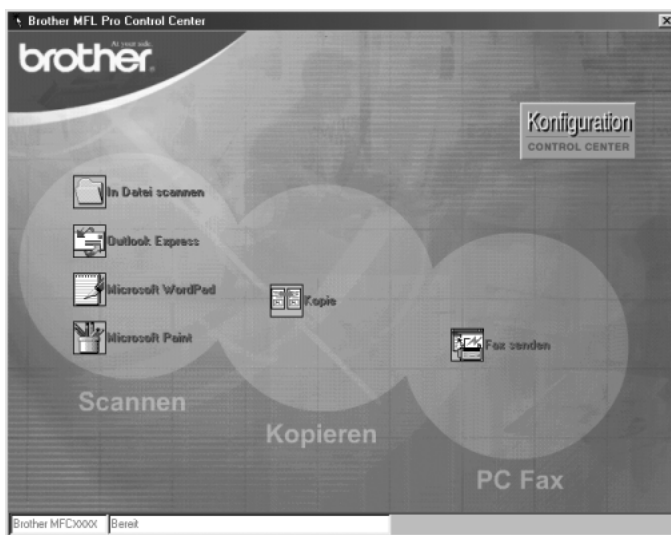 Brother MFL Pro Control Center
At your side.
brother
Konfiguration
CONTROL CENTER
In Datei scannen
Outlook Express
Microsoft WordPad
Microsoft Paint
Scannen
Kopie
Kopieren
Fax senden
PC Fax
Brother MFCXXXX
Bereit